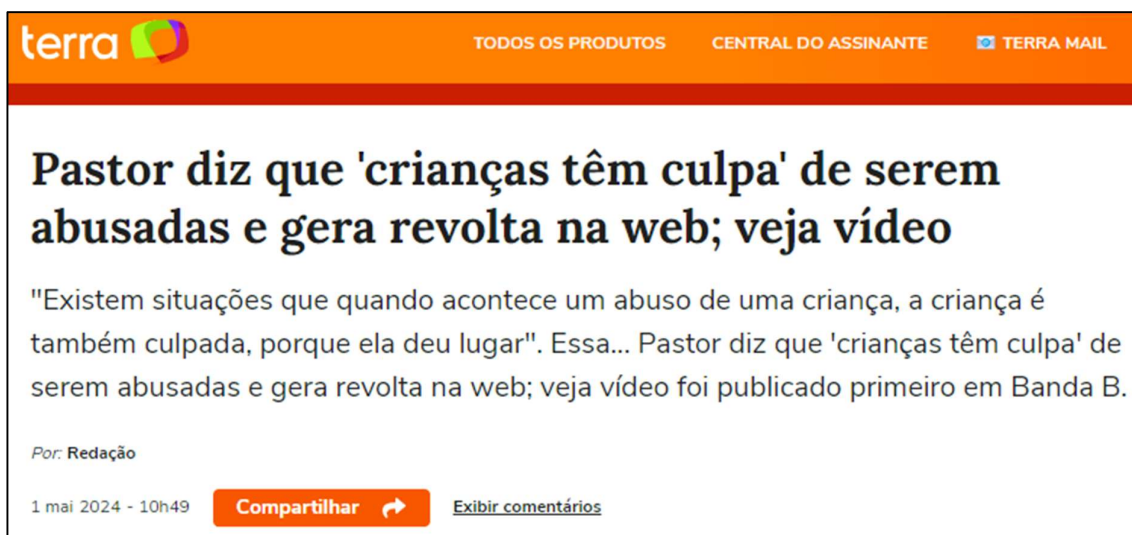 terra
TODOS OS PRODUTOS
CENTRAL DO ASSINANTE
TERRA MAIL
Pastor diz que 'crianças têm culpa' de serem
abusadas e gera revolta na web; veja vídeo
"Existem situações que quando acontece um abuso de uma criança, a criança é
também culpada, porque ela deu lugar". Essa... Pastor diz que 'crianças têm culpa' de
serem abusadas e gera revolta na web; veja vídeo foi publicado primeiro em Banda B.
Por: Redação
1 mai 2024 - 10h49
Compartilhar
Exibir comentários